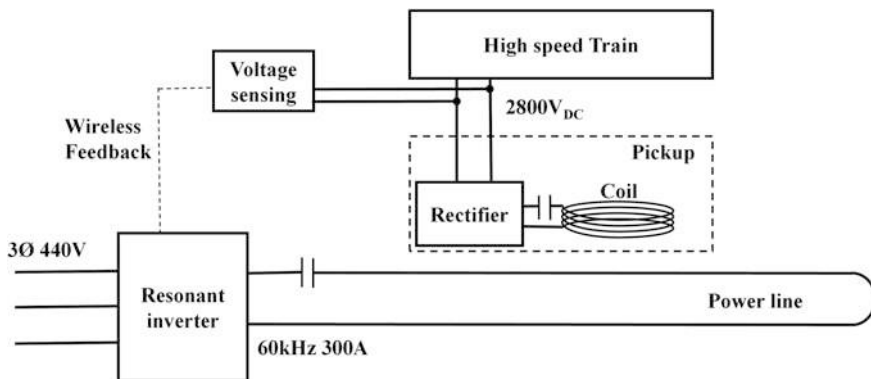 High speed Train
Voltage
sensing
2800V_DC
Wireless
Feedback
Pickup
Coil
Rectifier
3Ø 440V
Resonant
inverter
Power line
60kHz 300A